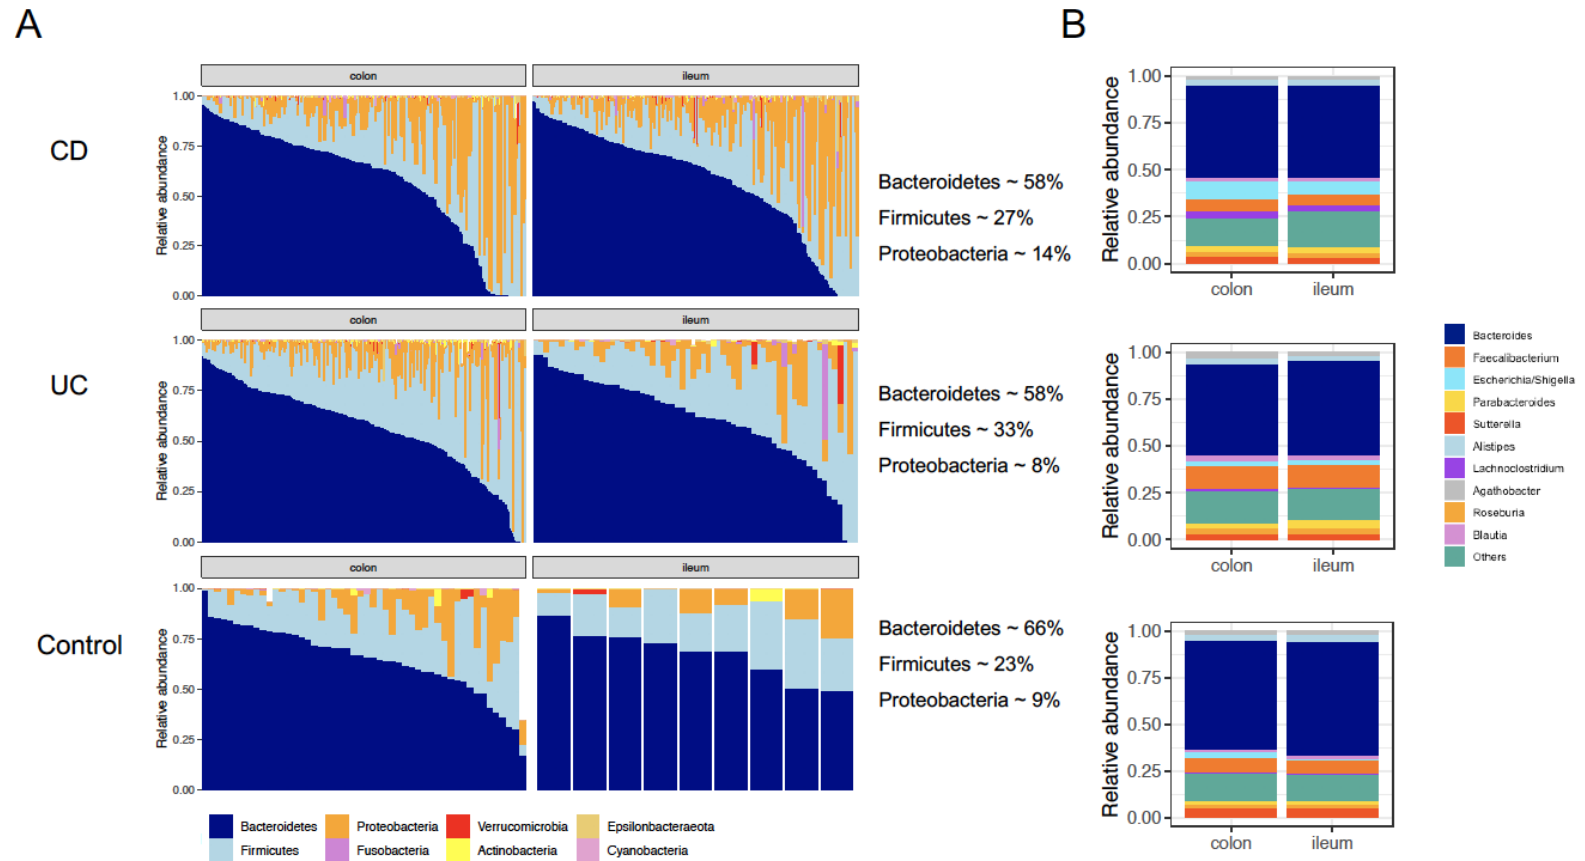 A
B
CD
colon
ileum
Relative abundance
1.00
0.75
0.50
0.25
0.00
Bacteroidetes ~ 58%
Firmicutes ~ 27%
Proteobacteria ~ 14%
Relative abundance
1.00
0.75
0.50
0.25
0.00
colon
ileum
UC
colon
ileum
Relative abundance
1.00
0.75
0.50
0.25
0.00
Bacteroidetes ~ 58%
Firmicutes ~ 33%
Proteobacteria ~ 8%
Relative abundance
1.00
0.75
0.50
0.25
0.00
colon
ileum
Bacteroides
Faecalibacterium
Escherichia/Shigella
Parabacteroides
Sutterella
Alistipes
Lachnoclostridium
Agathobacter
Roseburia
Blautia
Others
Control
colon
ileum
Relative abundance
1.00
0.75
0.50
0.25
0.00
Bacteroidetes ~ 66%
Firmicutes ~ 23%
Proteobacteria ~ 9%
Relative abundance
1.00
0.75
0.50
0.25
0.00
colon
ileum
Bacteroidetes
Proteobacteria
Verrucomicrobia
Epsilonbacteraeota
Firmicutes
Fusobacteria
Actinobacteria
Cyanobacteria